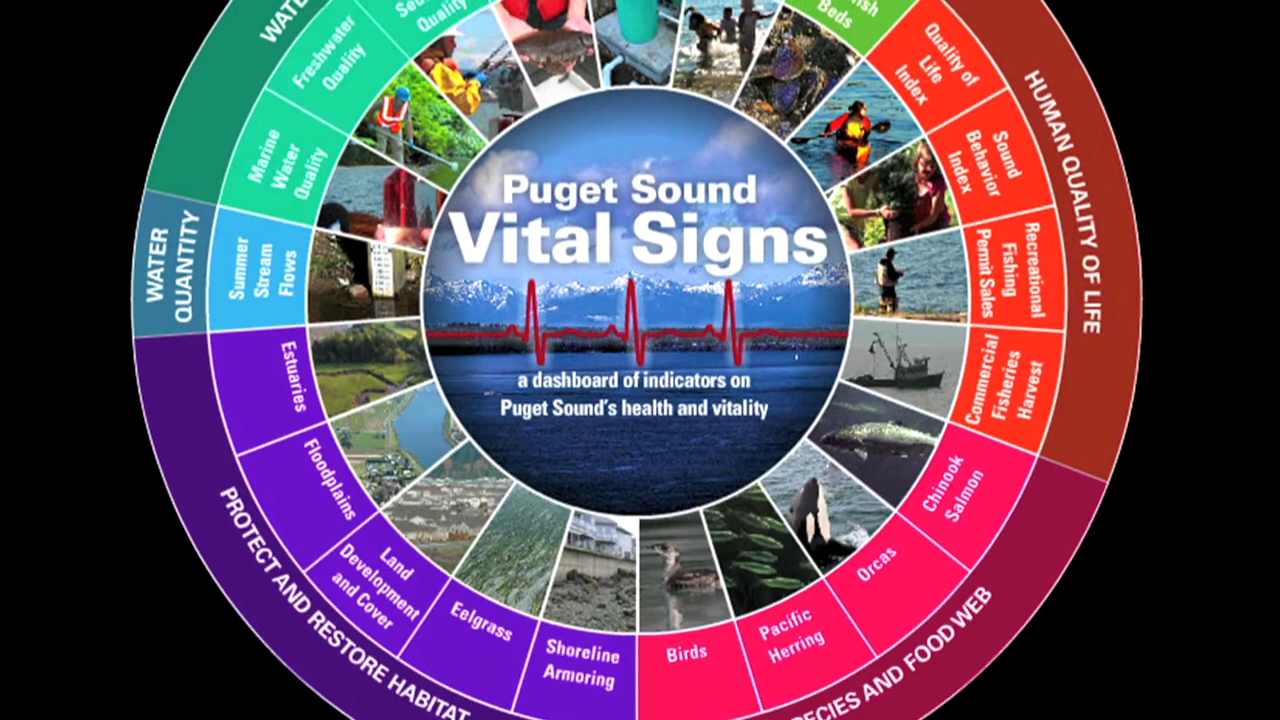 Puget Sound
Vital Signs
a dashboard of indicators on
Puget Sound's health and vitality
Quality
Freshwater
Quality
Marine
Water
Quality
WATER
QUANTITY
Summer
Stream
Flows
PROTECT AND RESTORE HABITAT
Estuaries
Floodplains
Land
Development
and Cover
Eelgrass
Shoreline
Armoring
Birds
Pacific
Herring
Orcas
Chinook
Salmon
AND FOOD WEB
HUMAN QUALITY OF LIFE
Commercial
Fisheries
Harvest
Recreational
Fishing
Permit Sales
Sound
Behavior
Index
Quality of
Life
Index
Beds